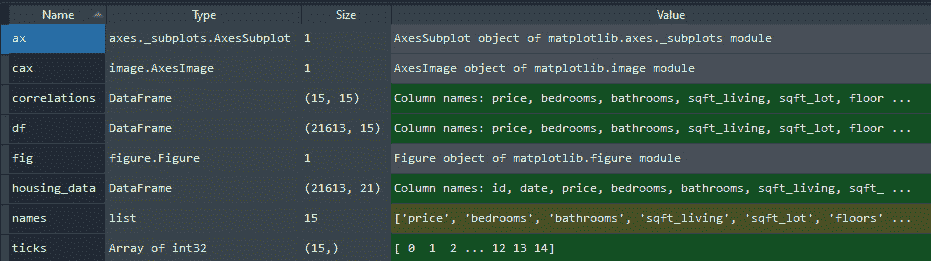 Name Type Size Value
ax axes._subplots.AxesSubplot 1 AxesSubplot object of matplotlib.axes._subplots module
cax image.AxesImage 1 AxesImage object of matplotlib.image module
correlations DataFrame (15, 15) Column names: price, bedrooms, bathrooms, sqft_living, sqft_lot, floor ...
df DataFrame (21613, 15) Column names: price, bedrooms, bathrooms, sqft_living, sqft_lot, floor ...
fig figure.Figure 1 Figure object of matplotlib.figure module
housing_data DataFrame (21613, 21) Column names: id, date, price, bedrooms, bathrooms, sqft_living, sqft_ ...
names list 15 ['price', 'bedrooms', 'bathrooms', 'sqft_living', 'sqft_lot', 'floors' ...
ticks Array of int32 (15,) [ 0 1 2 ... 12 13 14]